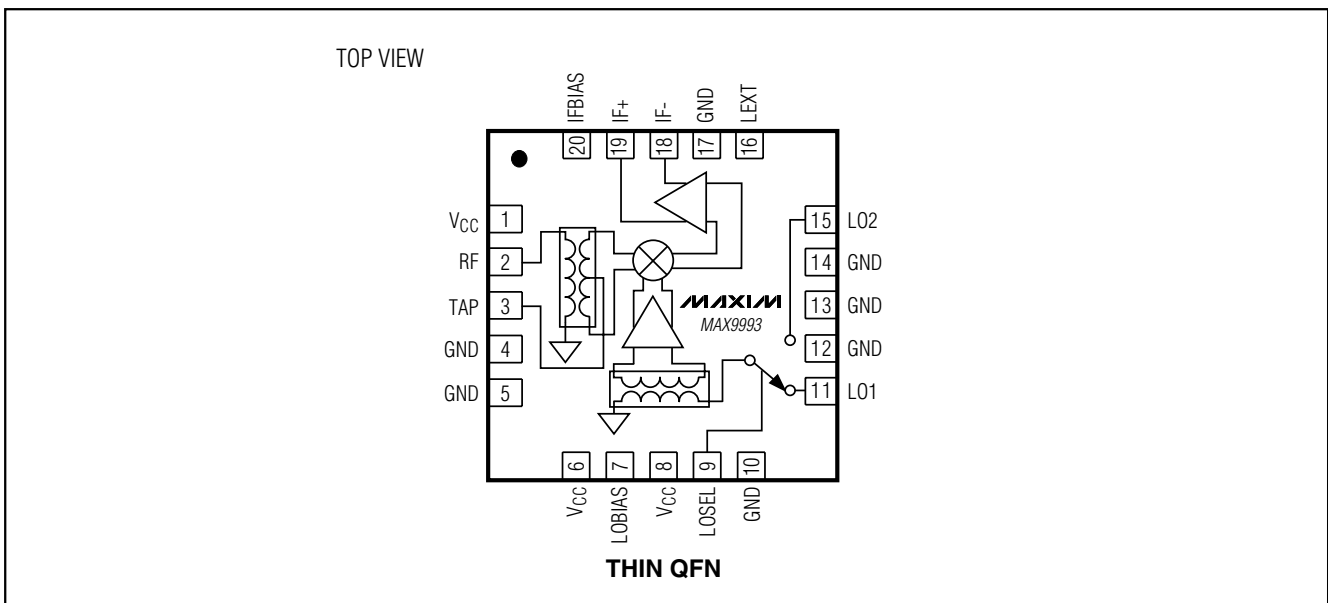 TOP VIEW
IFBIAS
IF+
IF-
GND
LEXT
20
19
18
17
16
VCC
1
RF
2
TAP
3
GND
4
GND
5
15
LO2
14
GND
13
GND
12
GND
11
LO1
MAXIM
MAX9993
6
7
8
9
10
VCC
LOBIAS
VCC
LOSEL
GND
THIN QFN